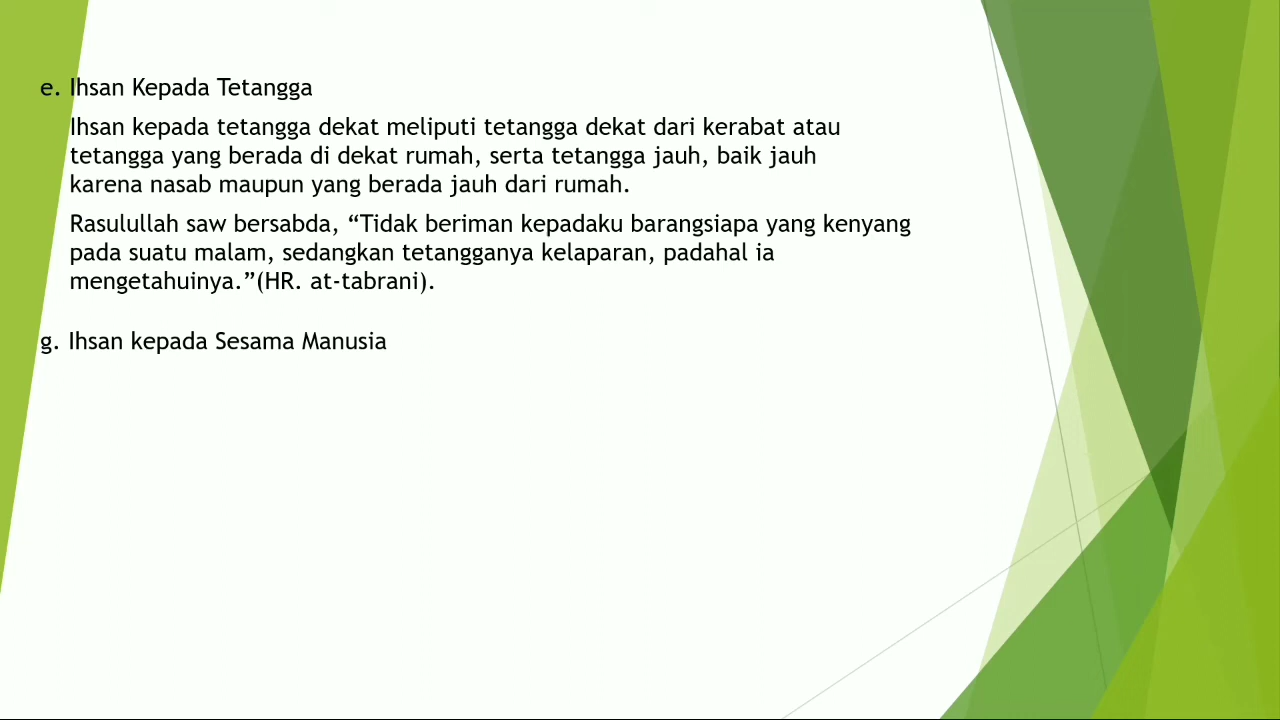 e. Ihsan Kepada Tetangga
Ihsan kepada tetangga dekat meliputi tetangga dekat dari kerabat atau
tetangga yang berada di dekat rumah, serta tetangga jauh, baik jauh
karena nasab maupun yang berada jauh dari rumah.
Rasulullah saw bersabda, “Tidak beriman kepadaku barangsiapa yang kenyang
pada suatu malam, sedangkan tetangganya kelaparan, padahal ia
mengetahuinya.”(HR. at-tabrani).
g. Ihsan kepada Sesama Manusia